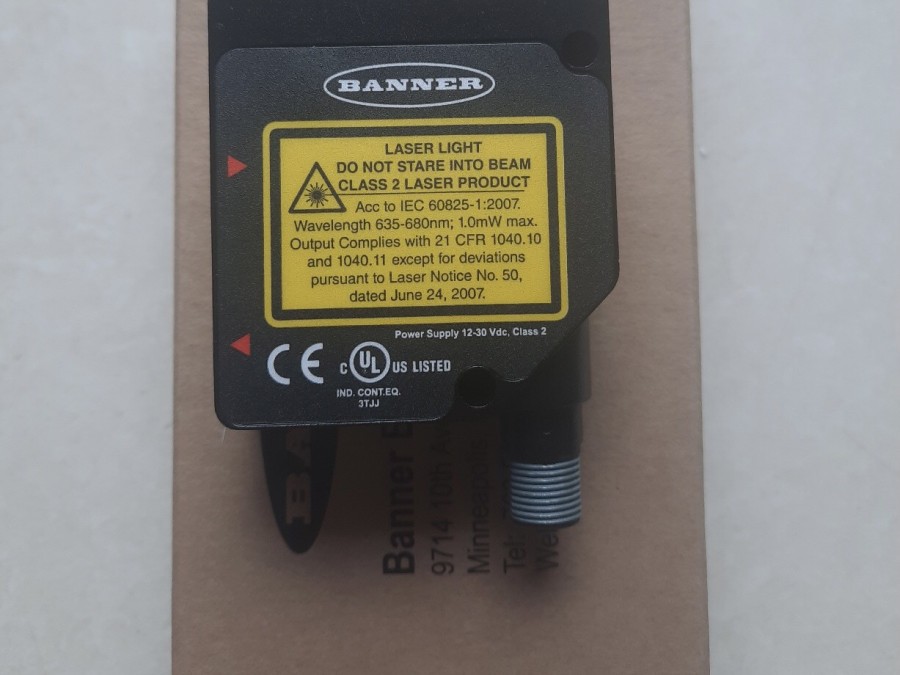 BANNER
LASER LIGHT
DO NOT STARE INTO BEAM
CLASS 2 LASER PRODUCT
Acc to IEC 60825-1:2007.
Wavelength 635-680nm; 1.0mW max.
Output Complies with 21 CFR 1040.10
and 1040.11 except for deviations
pursuant to Laser Notice No. 50,
dated June 24, 2007.
Power Supply 12-30 Vdc, Class 2
CE
C UL US LISTED
IND. CONT.EQ.
3TJJ
Banner
9714 10th